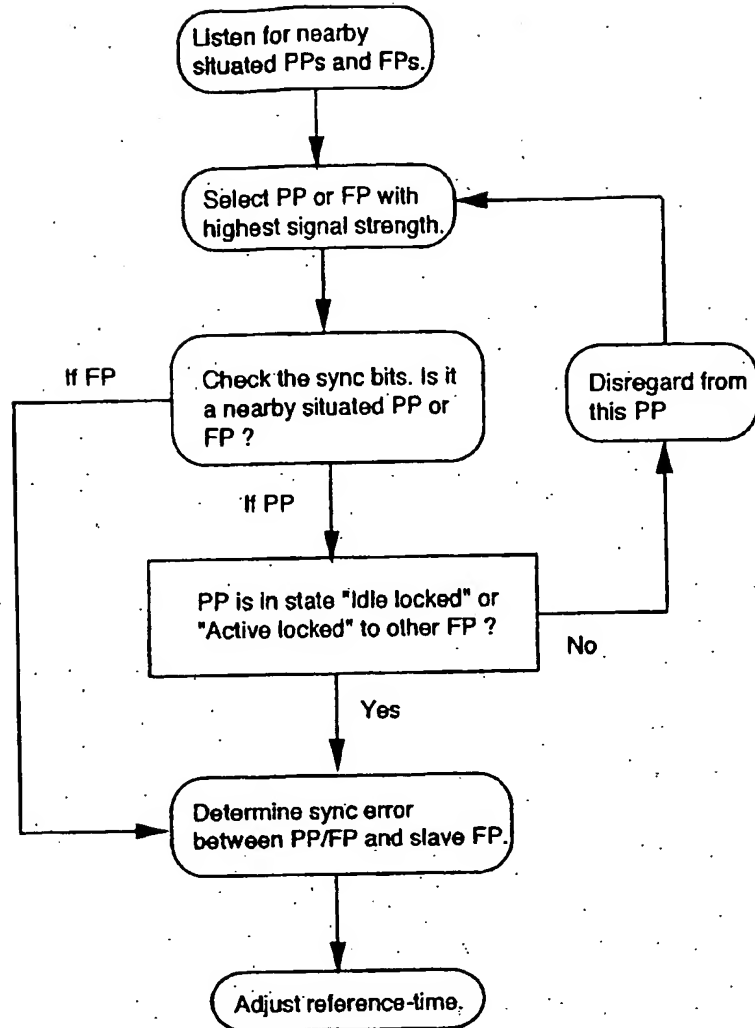 Listen for nearby
situated PPs and FPs.
Select PP or FP with
highest signal strength.
If FP
Check the sync bits. Is it
a nearby situated PP or
FP ?
Disregard from
this PP
If PP
PP is in state "Idle locked" or
"Active locked" to other FP ?
No
Yes
Determine sync error
between PP/FP and slave FP.
Adjust reference-time.